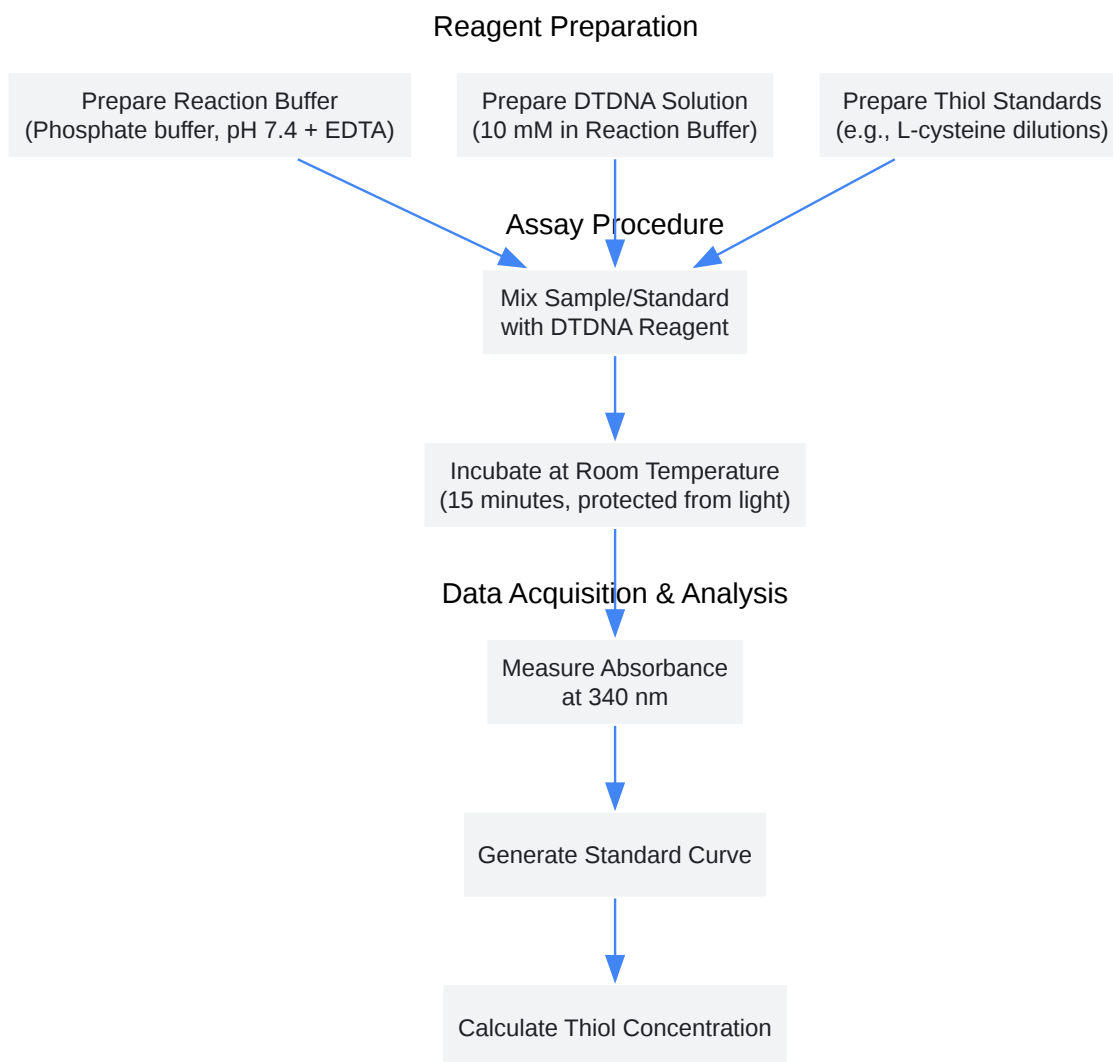 Reagent Preparation
Prepare Reaction Buffer
(Phosphate buffer, pH 7.4 + EDTA)
Prepare DTDNA Solution
(10 mM in Reaction Buffer)
Prepare Thiol Standards
(e.g., L-cysteine dilutions)
Assay Procedure
Mix Sample/Standard
with DTDNA Reagent
Incubate at Room Temperature
(15 minutes, protected from light)
Data Acquisition & Analysis
Measure Absorbance
at 340 nm
Generate Standard Curve
Calculate Thiol Concentration